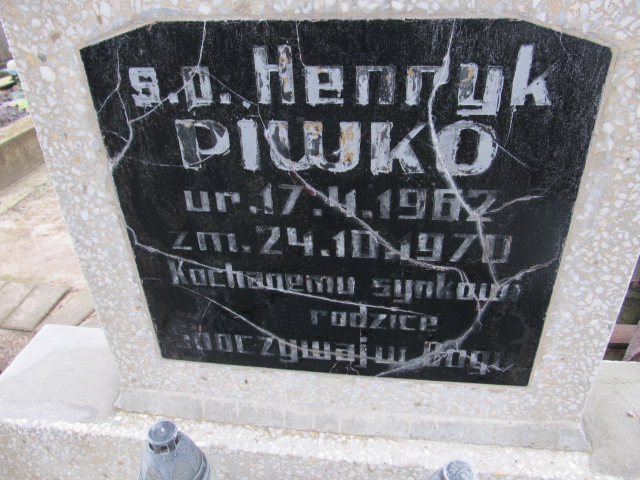 ś.p. Henryk
PIWKO
ur. 17.4.1962
zm. 24.10.1970
Kochanemu synkowi
rodzice
Spoczywaj w Bogu